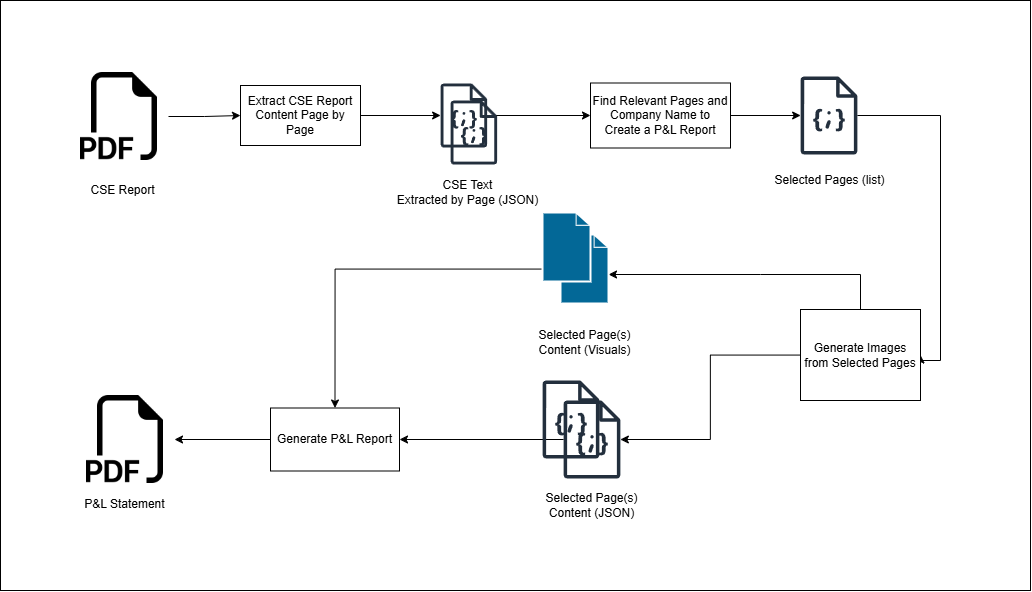 PDF
CSE Report
Extract CSE Report
Content Page by
Page
{;}
{;}
CSE Text
Extracted by Page (JSON)
Find Relevant Pages and
Company Name to
Create a P&L Report
{;}
Selected Pages (list)
Generate Images
from Selected Pages
Selected Page(s)
Content (Visuals)
{;}
{;}
Selected Page(s)
Content (JSON)
Generate P&L Report
PDF
P&L Statement